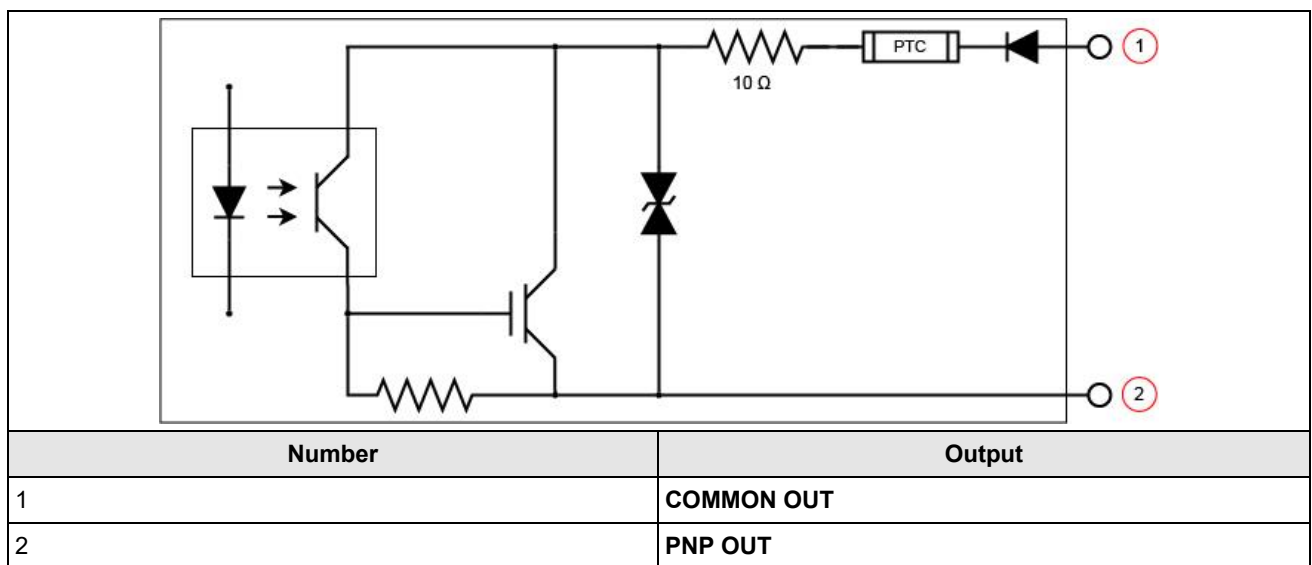 PTC
1
10 Ω
2
Number Output
1 COMMON OUT
2 PNP OUT